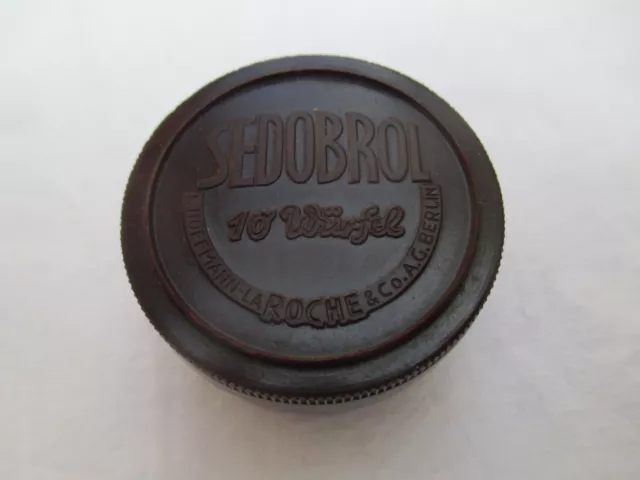 SEDOBROL
10 Würfel
F. HOFFMANN-LA ROCHE & Co. A.G. BERLIN